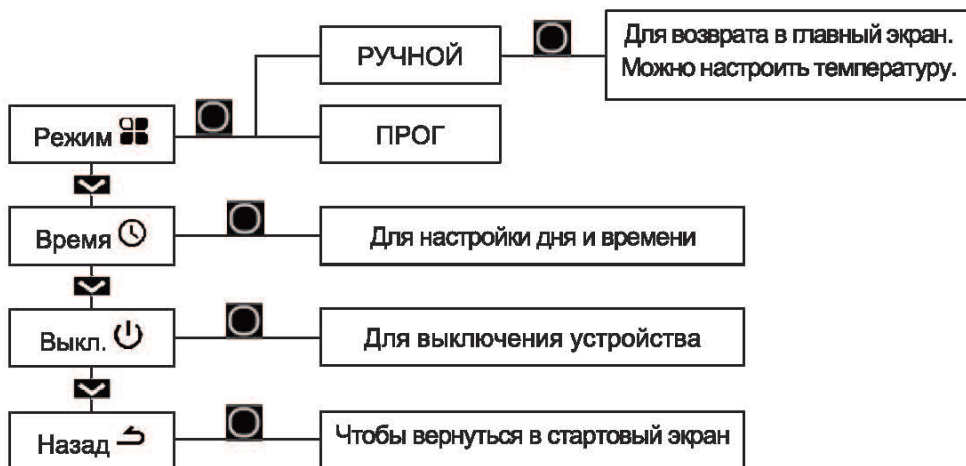 РУЧНОЙ
Для возврата в главный экран.
Можно настроить температуру.
Режим
ПРОГ
Время
Для настройки дня и времени
Выкл.
Для выключения устройства
Назад
Чтобы вернуться в стартовый экран